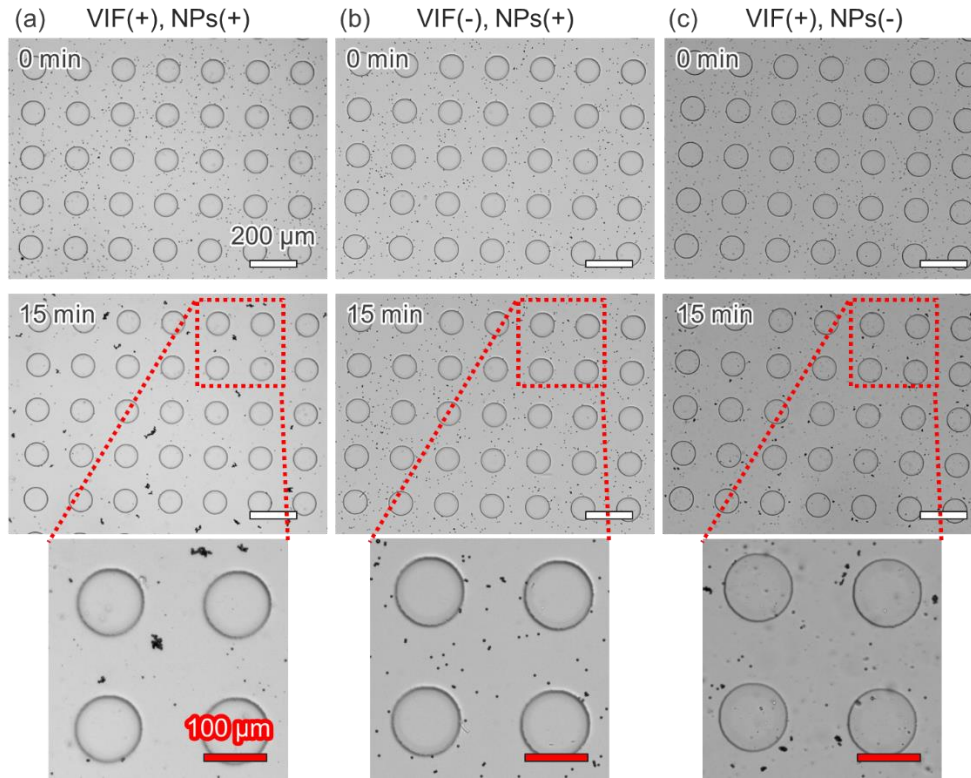 (a) VIF(+), NPs(+)
(b) VIF(-), NPs(+)
(c) VIF(+), NPs(-)
0 min
0 min
0 min
200 µm
15 min
15 min
15 min
100 µm